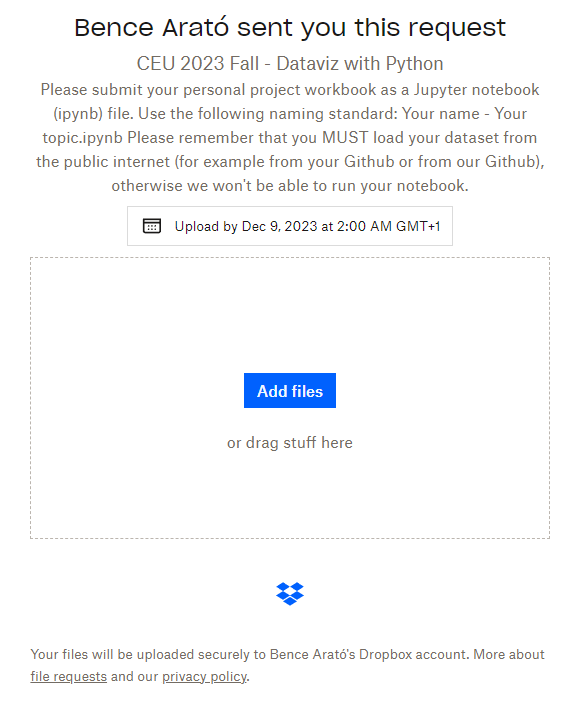 Bence Arató sent you this request
CEU 2023 Fall - Dataviz with Python
Please submit your personal project workbook as a Jupyter notebook
(ipynb) file. Use the following naming standard: Your name - Your
topic.ipynb Please remember that you MUST load your dataset from
the public internet (for example from your Github or from our Github),
otherwise we won't be able to run your notebook.
Upload by Dec 9, 2023 at 2:00 AM GMT+1
Add files
or drag stuff here
Your files will be uploaded securely to Bence Arató's Dropbox account. More about
file requests and our privacy policy.